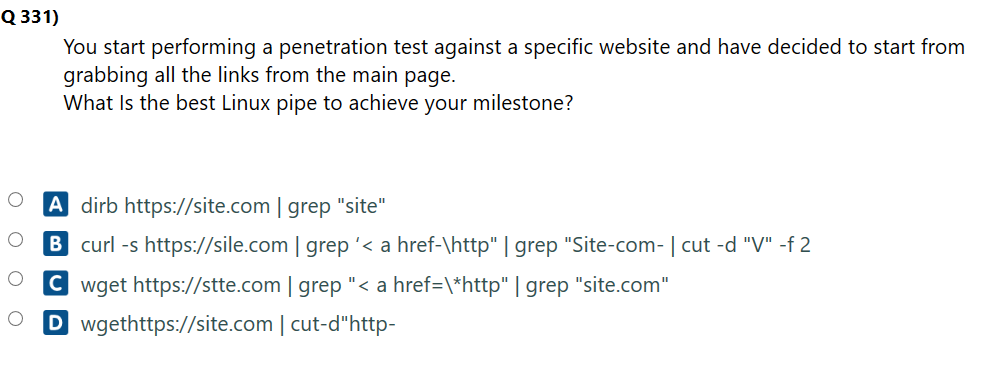 Q 331)
You start performing a penetration test against a specific website and have decided to start from
grabbing all the links from the main page.
What Is the best Linux pipe to achieve your milestone?
A dirb https://site.com | grep "site"
B curl -s https://sile.com | grep ‘< a href-\http" | grep "Site-com- | cut -d "V" -f 2
C wget https://stte.com | grep "< a href=\*http" | grep "site.com"
D wgethttps://site.com | cut-d"http-